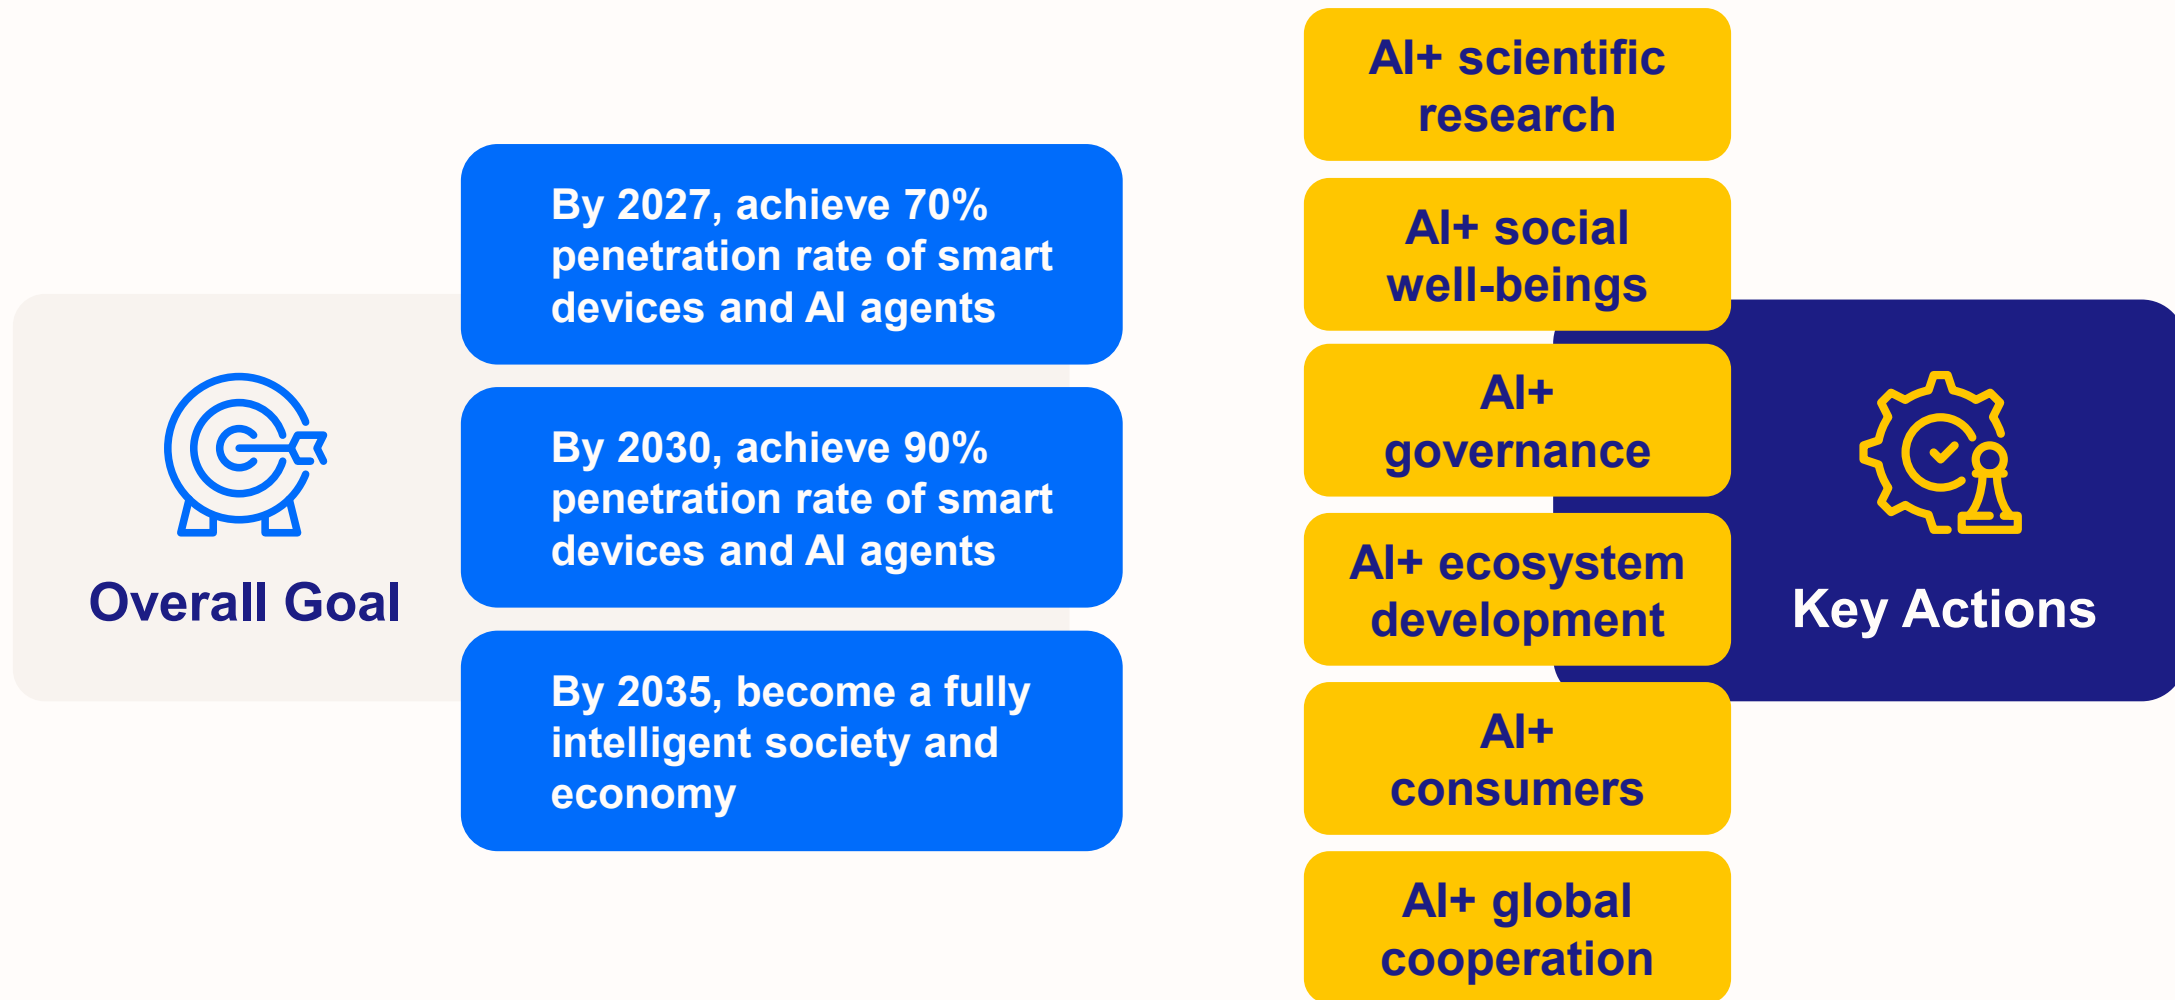 Overall Goal
By 2027, achieve 70%
penetration rate of smart
devices and AI agents
By 2030, achieve 90%
penetration rate of smart
devices and AI agents
By 2035, become a fully
intelligent society and
economy
AI+ scientific
research
AI+ social
well-beings
AI+
governance
AI+ ecosystem
development
AI+
consumers
AI+ global
cooperation
Key Actions